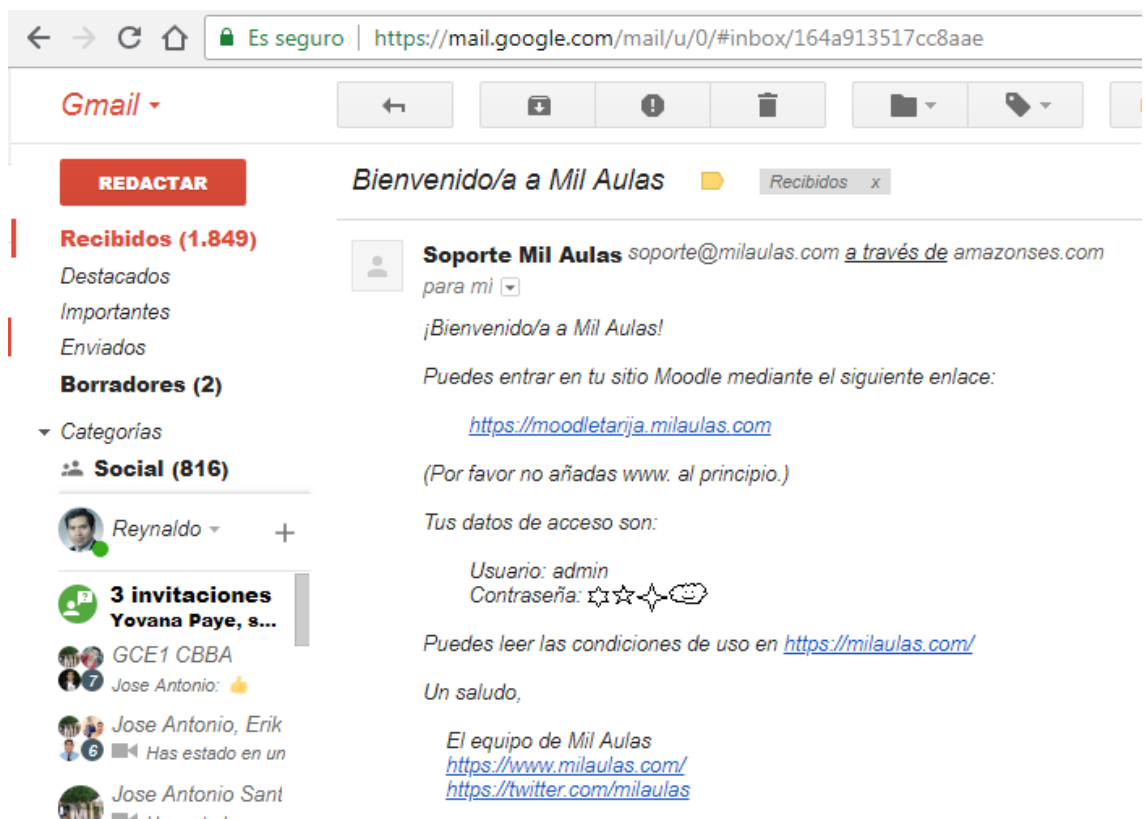 Es seguro | https://mail.google.com/mail/u/0/#inbox/164a913517cc8aae
Gmail
REDACTAR
Bienvenido/a a Mil Aulas
Recibidos x
Recibidos (1.849)
Destacados
Importantes
Enviados
Borradores (2)
Categorías
Social (816)
Reynaldo
3 invitaciones
Yovana Paye, s...
GCE1 CBBA
7
Jose Antonio:
Jose Antonio, Erik
6
Has estado en un
Jose Antonio Sant
Soporte Mil Aulas soporte@milaulas.com a través de amazonses.com
para mi
¡Bienvenido/a a Mil Aulas!
Puedes entrar en tu sitio Moodle mediante el siguiente enlace:
https://moodletarija.milaulas.com
(Por favor no añadas www. al principio.)
Tus datos de acceso son:
Usuario: admin
Contraseña:
Puedes leer las condiciones de uso en https://milaulas.com/
Un saludo,
El equipo de Mil Aulas
https://www.milaulas.com/
https://twitter.com/milaulas